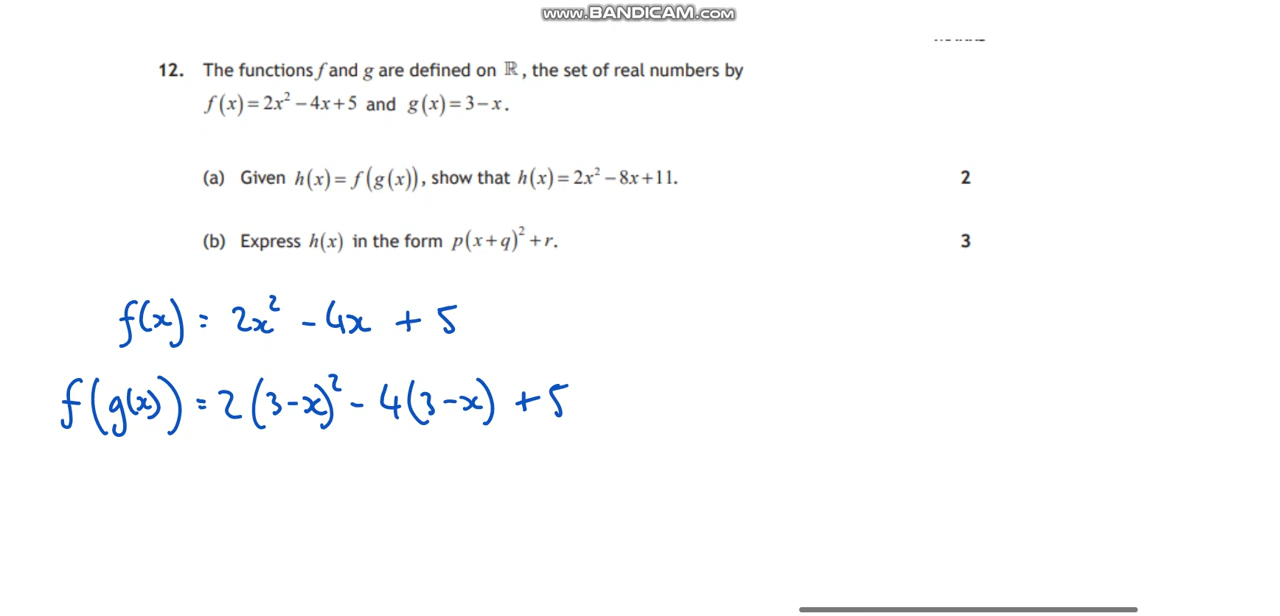 www.BANDICAM.com
12. The functions f and g are defined on ℝ, the set of real numbers by
f(x)=2x²−4x+5 and g(x)=3−x.
(a) Given h(x)=f(g(x)), show that h(x)=2x²−8x+11. 2
(b) Express h(x) in the form p(x+q)²+r. 3
f(x) = 2x² − 4x + 5
f(g(x)) = 2(3−x)² − 4(3−x) + 5